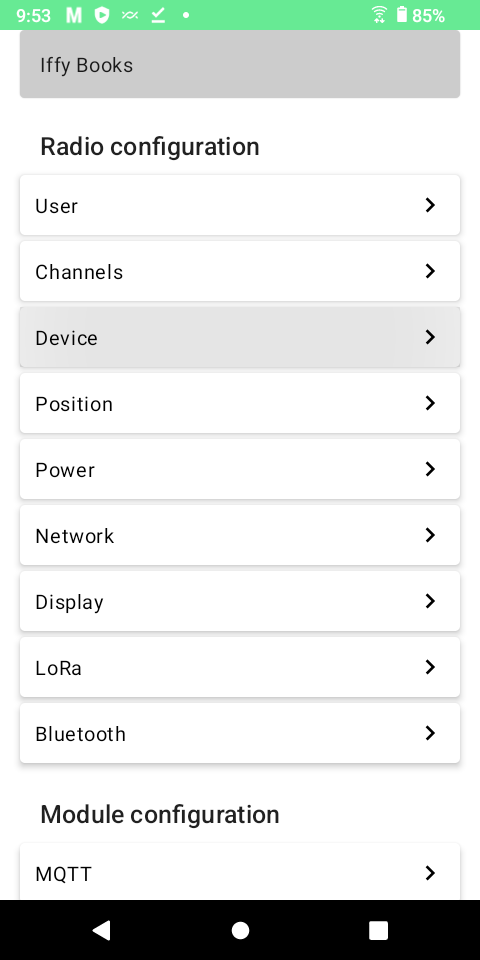 9:53 M 85%
Iffy Books
Radio configuration
User
Channels
Device
Position
Power
Network
Display
LoRa
Bluetooth
Module configuration
MQTT